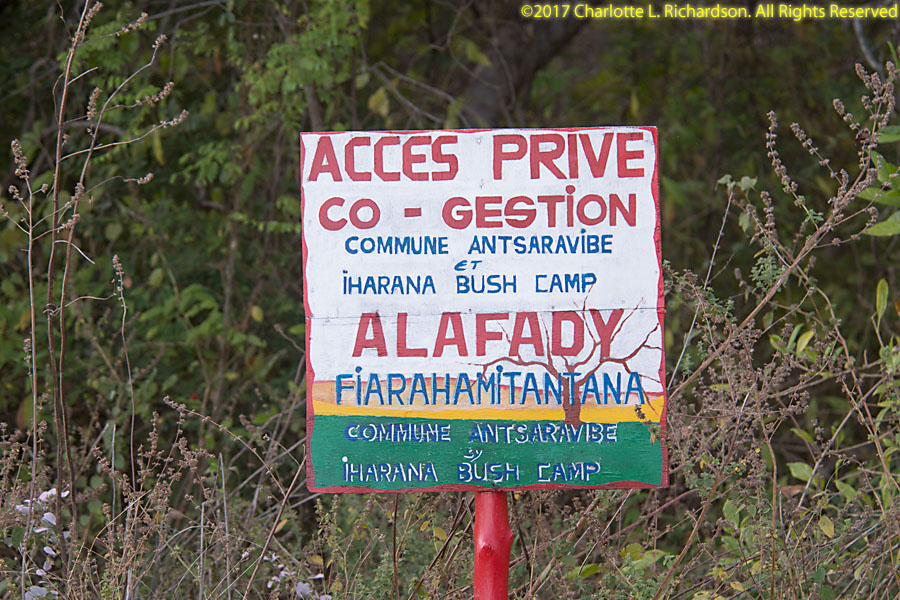 ©2017 Charlotte L. Richardson. All Rights Reserved
ACCES PRIVE
CO - GESTION
COMMUNE ANTSARAVIBE
ET
IHARANA BUSH CAMP
ALAFADY
FIARAHAMITANTANA
COMMUNE ANTSARAVIBE
sy
IHARANA BUSH CAMP